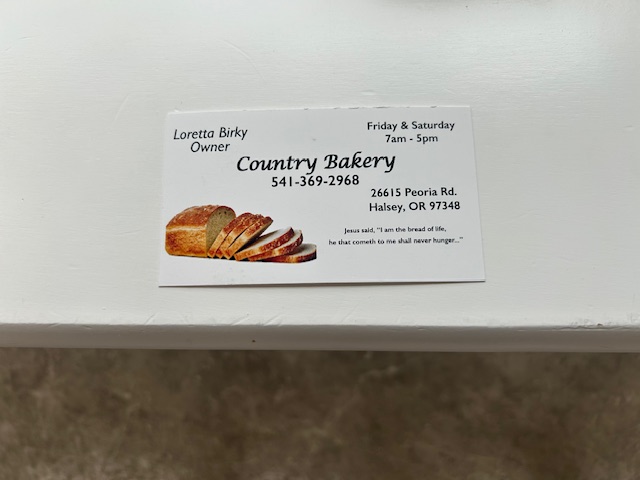 Loretta Birky
Owner
Friday & Saturday
7am - 5pm
Country Bakery
541-369-2968
26615 Peoria Rd.
Halsey, OR 97348
Jesus said, "I am the bread of life,
he that cometh to me shall never hunger..."